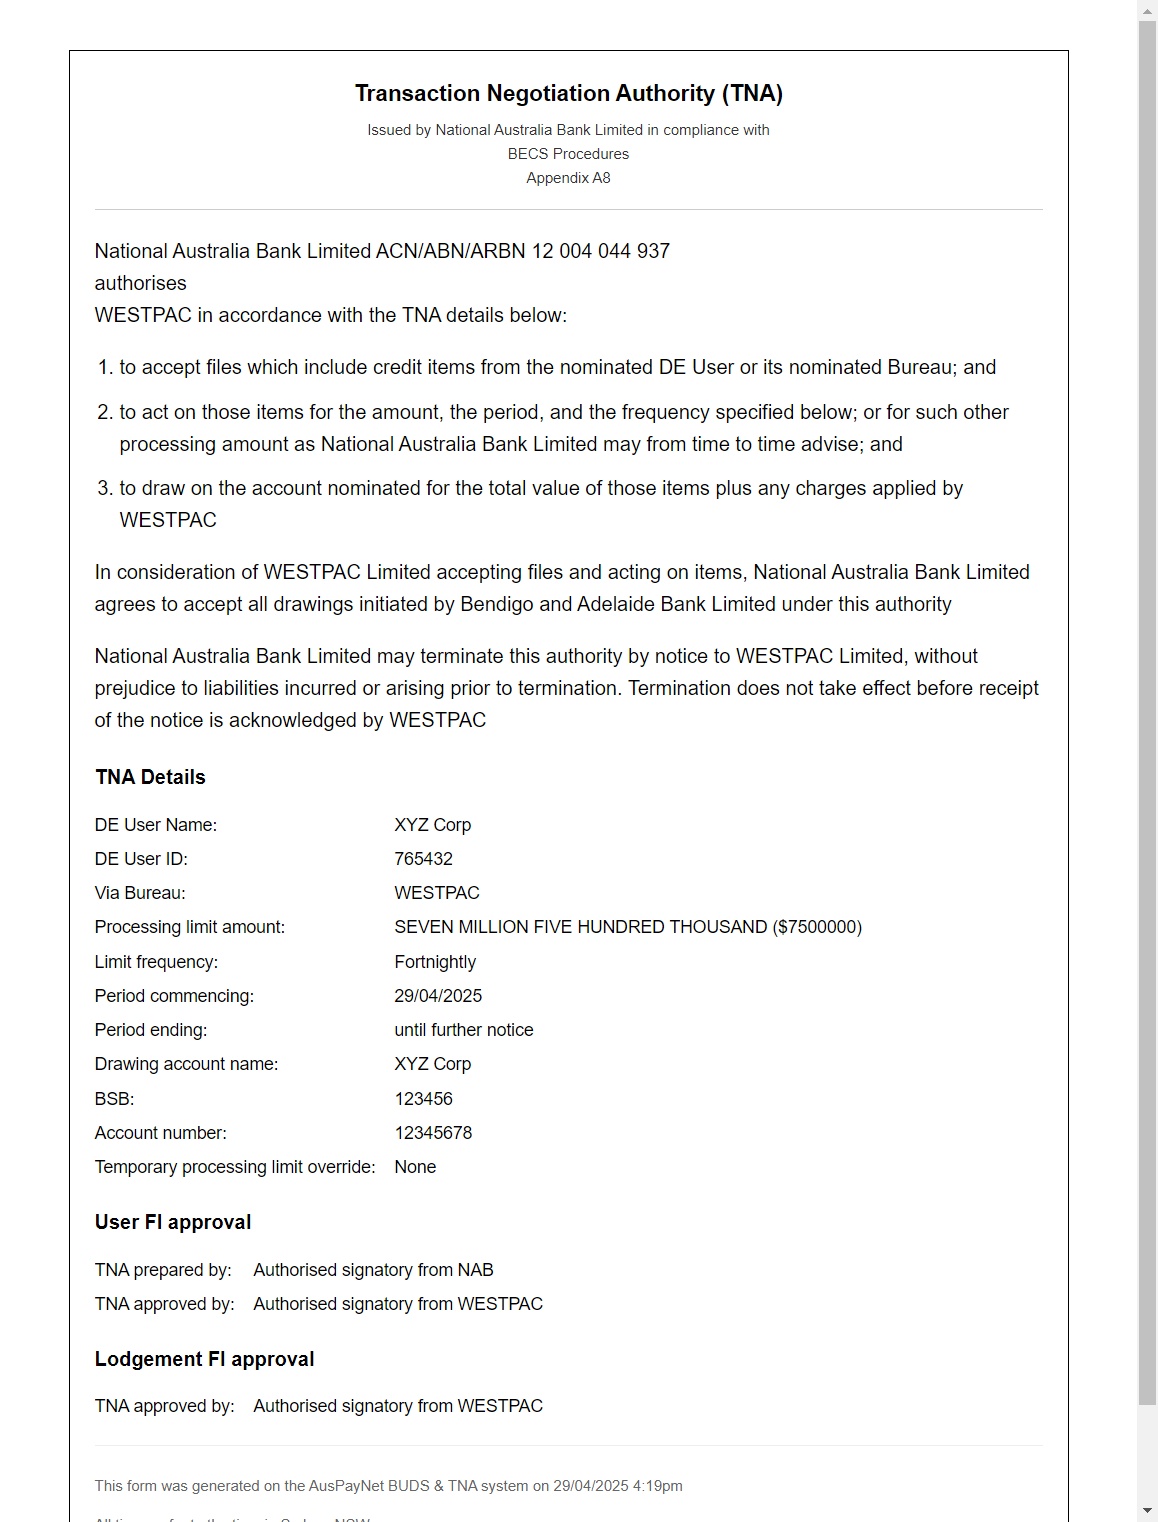 Transaction Negotiation Authority (TNA)
Issued by National Australia Bank Limited in compliance with
BECS Procedures
Appendix A8
National Australia Bank Limited ACN/ABN/ARBN 12 004 044 937
authorises
WESTPAC in accordance with the TNA details below:
1. to accept files which include credit items from the nominated DE User or its nominated Bureau; and
2. to act on those items for the amount, the period, and the frequency specified below; or for such other
processing amount as National Australia Bank Limited may from time to time advise; and
3. to draw on the account nominated for the total value of those items plus any charges applied by
WESTPAC
In consideration of WESTPAC Limited accepting files and acting on items, National Australia Bank Limited
agrees to accept all drawings initiated by Bendigo and Adelaide Bank Limited under this authority
National Australia Bank Limited may terminate this authority by notice to WESTPAC Limited, without
prejudice to liabilities incurred or arising prior to termination. Termination does not take effect before receipt
of the notice is acknowledged by WESTPAC
TNA Details
DE User Name: XYZ Corp
DE User ID: 765432
Via Bureau: WESTPAC
Processing limit amount: SEVEN MILLION FIVE HUNDRED THOUSAND ($7500000)
Limit frequency: Fortnightly
Period commencing: 29/04/2025
Period ending: until further notice
Drawing account name: XYZ Corp
BSB: 123456
Account number: 12345678
Temporary processing limit override: None
User FI approval
TNA prepared by: Authorised signatory from NAB
TNA approved by: Authorised signatory from WESTPAC
Lodgement FI approval
TNA approved by: Authorised signatory from WESTPAC
This form was generated on the AusPayNet BUDS & TNA system on 29/04/2025 4:19pm